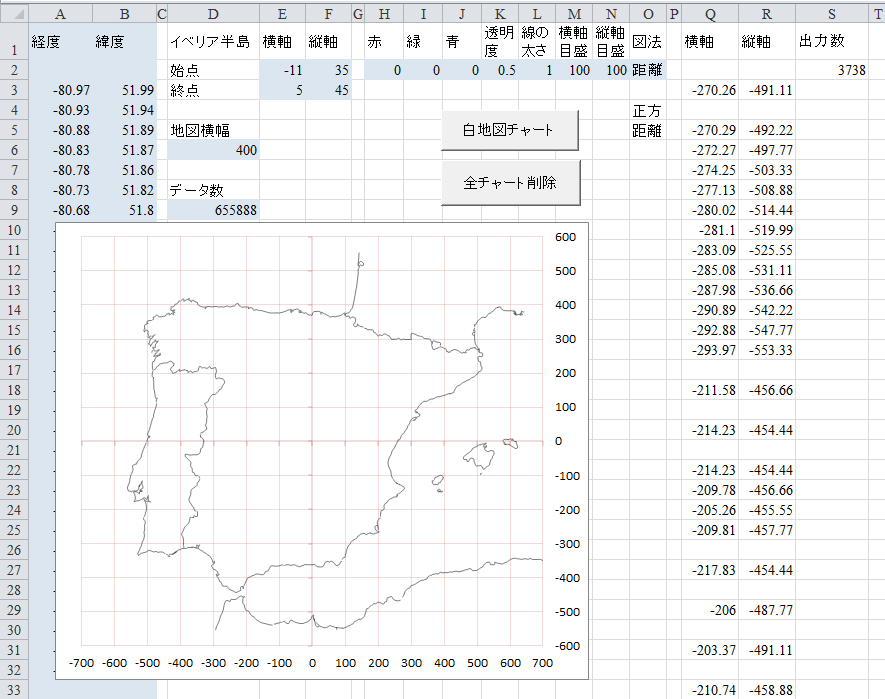 A B C D E F G H I J K L M N O P Q R S T
1 経度 緯度 イベリア半島 横軸 縦軸 赤 緑 青 透明度 線の太さ 横軸目盛 縦軸目盛 図法 横軸 縦軸 出力数
2 始点 -11 35 0 0 0 0.5 1 100 100 距離 3738
3 -80.97 51.99 終点 5 45 -270.26 -491.11
4 -80.93 51.94 正方
5 -80.88 51.89 地図横幅 白地図チャート 距離 -270.29 -492.22
6 -80.83 51.87 400 -272.27 -497.77
7 -80.78 51.86 -274.25 -503.33
8 -80.73 51.82 データ数 全チャート削除 -277.13 -508.88
9 -80.68 51.8 655888 -280.02 -514.44
10 -281.1 -519.99
11 -283.09 -525.55
12 -285.08 -531.11
13 -287.98 -536.66
14 -290.89 -542.22
15 -292.88 -547.77
16 -293.97 -553.33
17
18 -211.58 -456.66
19
20 -214.23 -454.44
21
22 -214.23 -454.44
23 -209.78 -456.66
24 -205.26 -455.55
25 -209.81 -457.77
26
27 -217.83 -454.44
28
29 -206 -487.77
30
31 -203.37 -491.11
32
33 -210.74 -458.88
600
500
400
300
200
100
0
-100
-200
-300
-400
-500
-600
-700 -600 -500 -400 -300 -200 -100 0 100 200 300 400 500 600 700